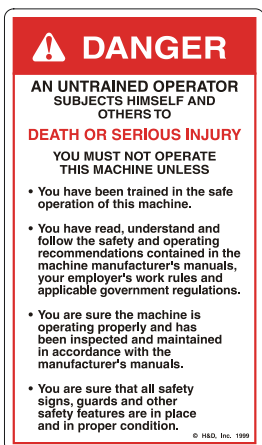 DANGER
AN UNTRAINED OPERATOR
SUBJECTS HIMSELF AND
OTHERS TO
DEATH OR SERIOUS INJURY
YOU MUST NOT OPERATE
THIS MACHINE UNLESS
• You have been trained in the safe
operation of this machine.
• You have read, understand and
follow the safety and operating
recommendations contained in the
machine manufacturer's manuals,
your employer's work rules and
applicable government regulations.
• You are sure the machine is
operating properly and has
been inspected and maintained
in accordance with the
manufacturer's manuals.
• You are sure that all safety
signs, guards and other
safety features are in place
and in proper condition.
© H&D, Inc. 1999